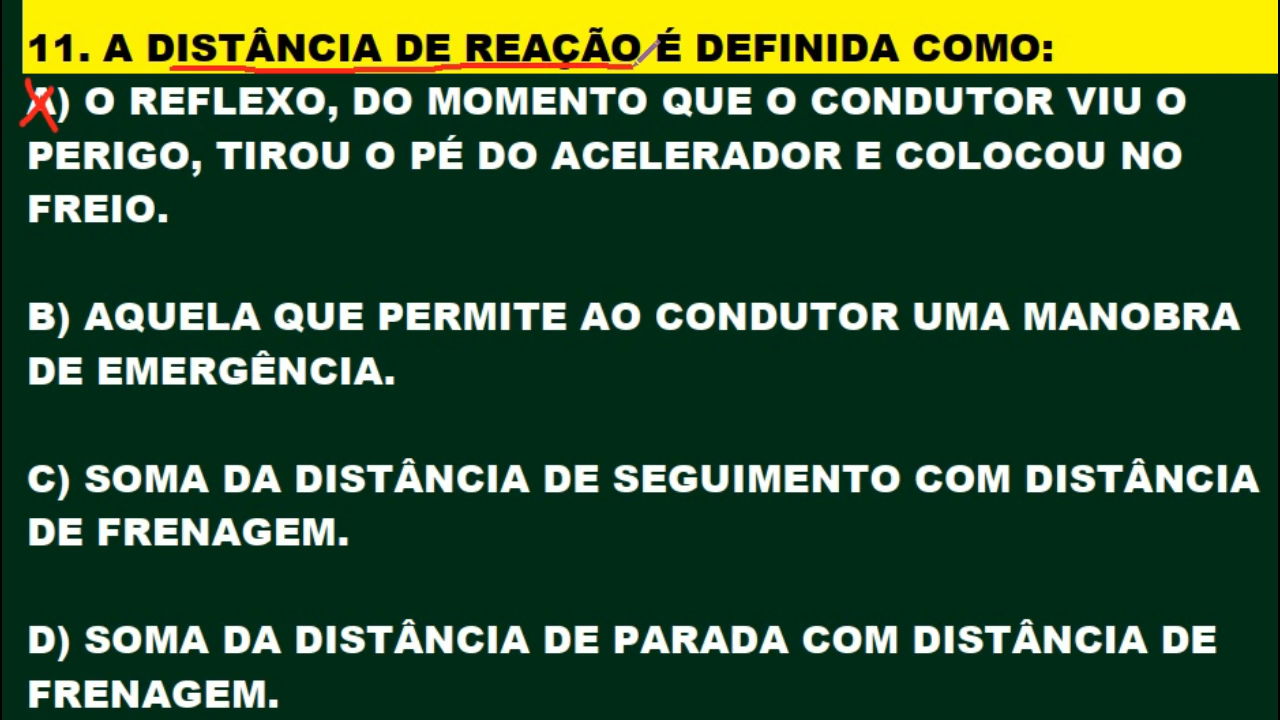 11. A DISTÂNCIA DE REAÇÃO É DEFINIDA COMO:
A) O REFLEXO, DO MOMENTO QUE O CONDUTOR VIU O
PERIGO, TIROU O PÉ DO ACELERADOR E COLOCOU NO
FREIO.
B) AQUELA QUE PERMITE AO CONDUTOR UMA MANOBRA
DE EMERGÊNCIA.
C) SOMA DA DISTÂNCIA DE SEGUIMENTO COM DISTÂNCIA
DE FRENAGEM.
D) SOMA DA DISTÂNCIA DE PARADA COM DISTÂNCIA DE
FRENAGEM.